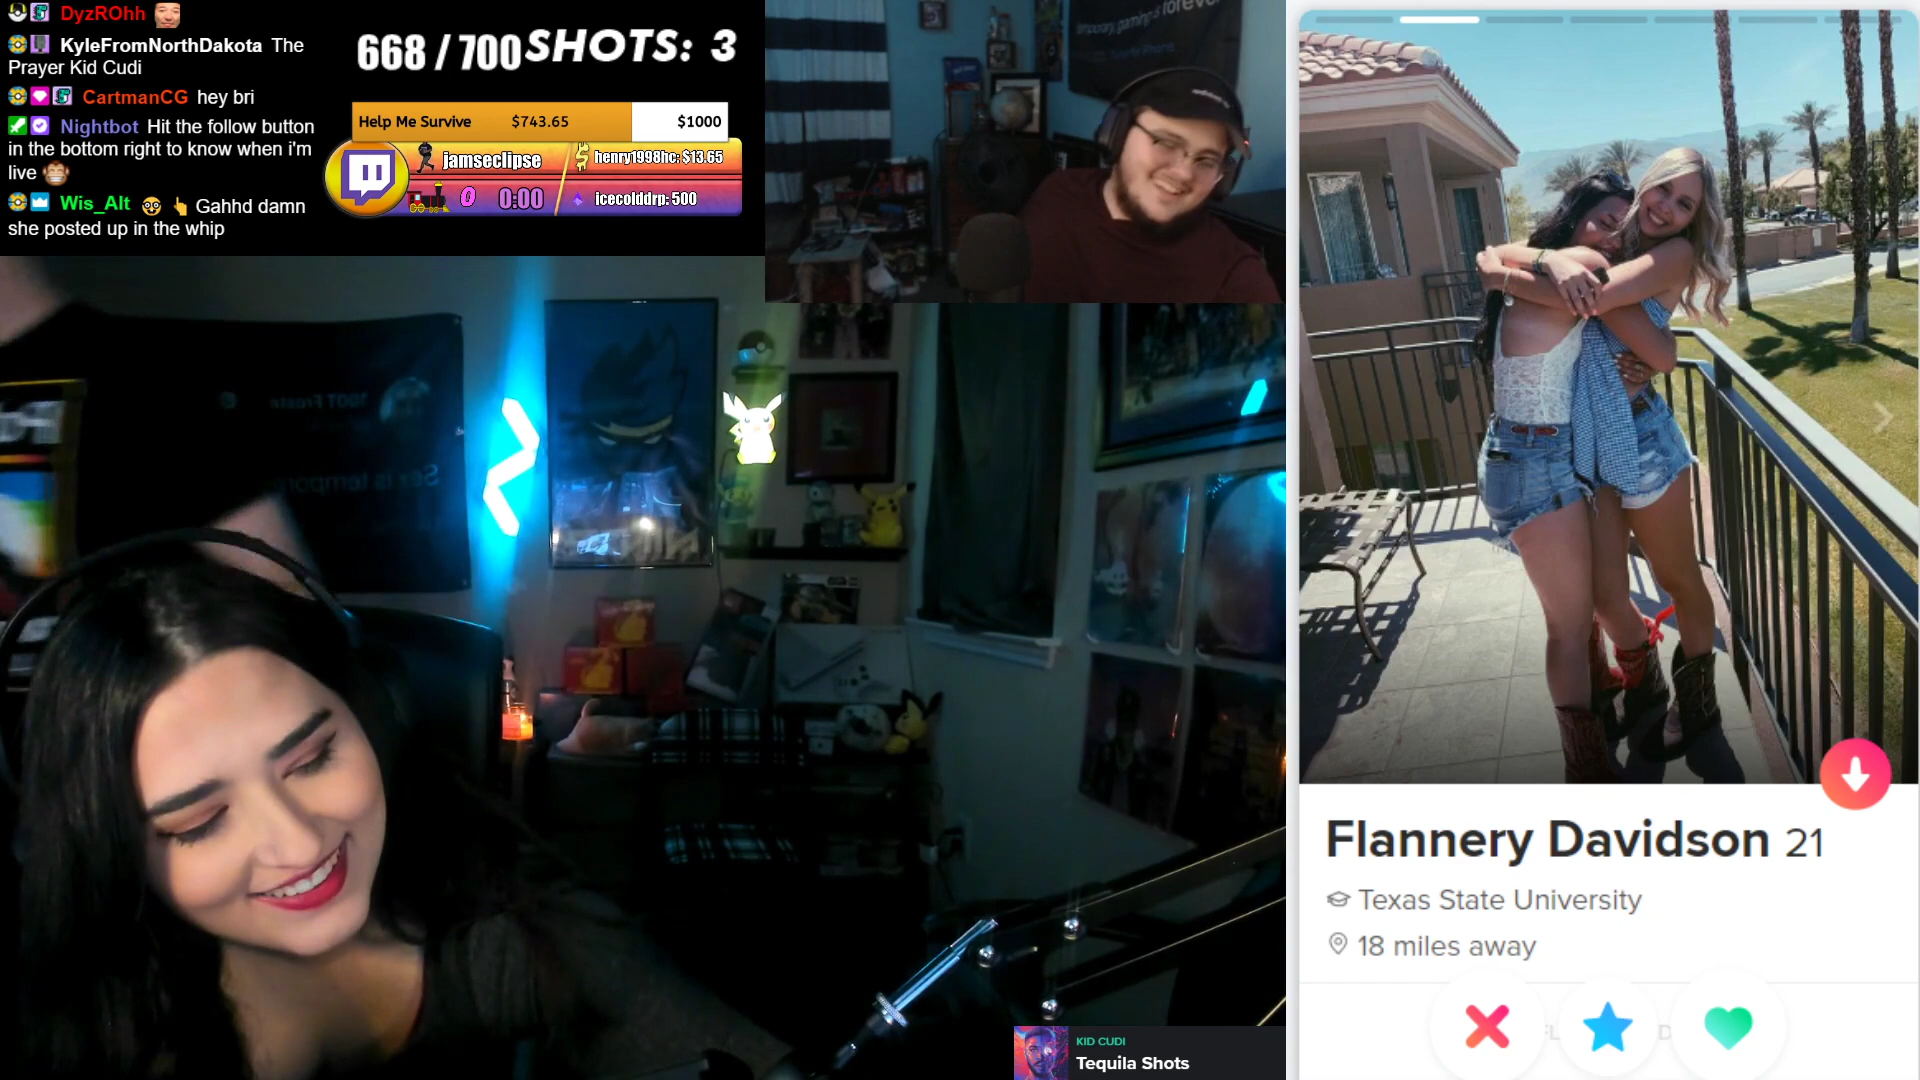 DyzROhh
KyleFromNorthDakota The
Prayer Kid Cudi
CartmanCG hey bri
Nightbot Hit the follow button
in the bottom right to know when i'm
live
Wis_Alt Gahhd damn
she posted up in the whip
668 / 700 SHOTS: 3
Help Me Survive $743.65 $1000
jamseclipse henry1998hc: $13.65
0 0:00 icecolddrp: 500
KID CUDI
Tequila Shots
Flannery Davidson 21
Texas State University
18 miles away